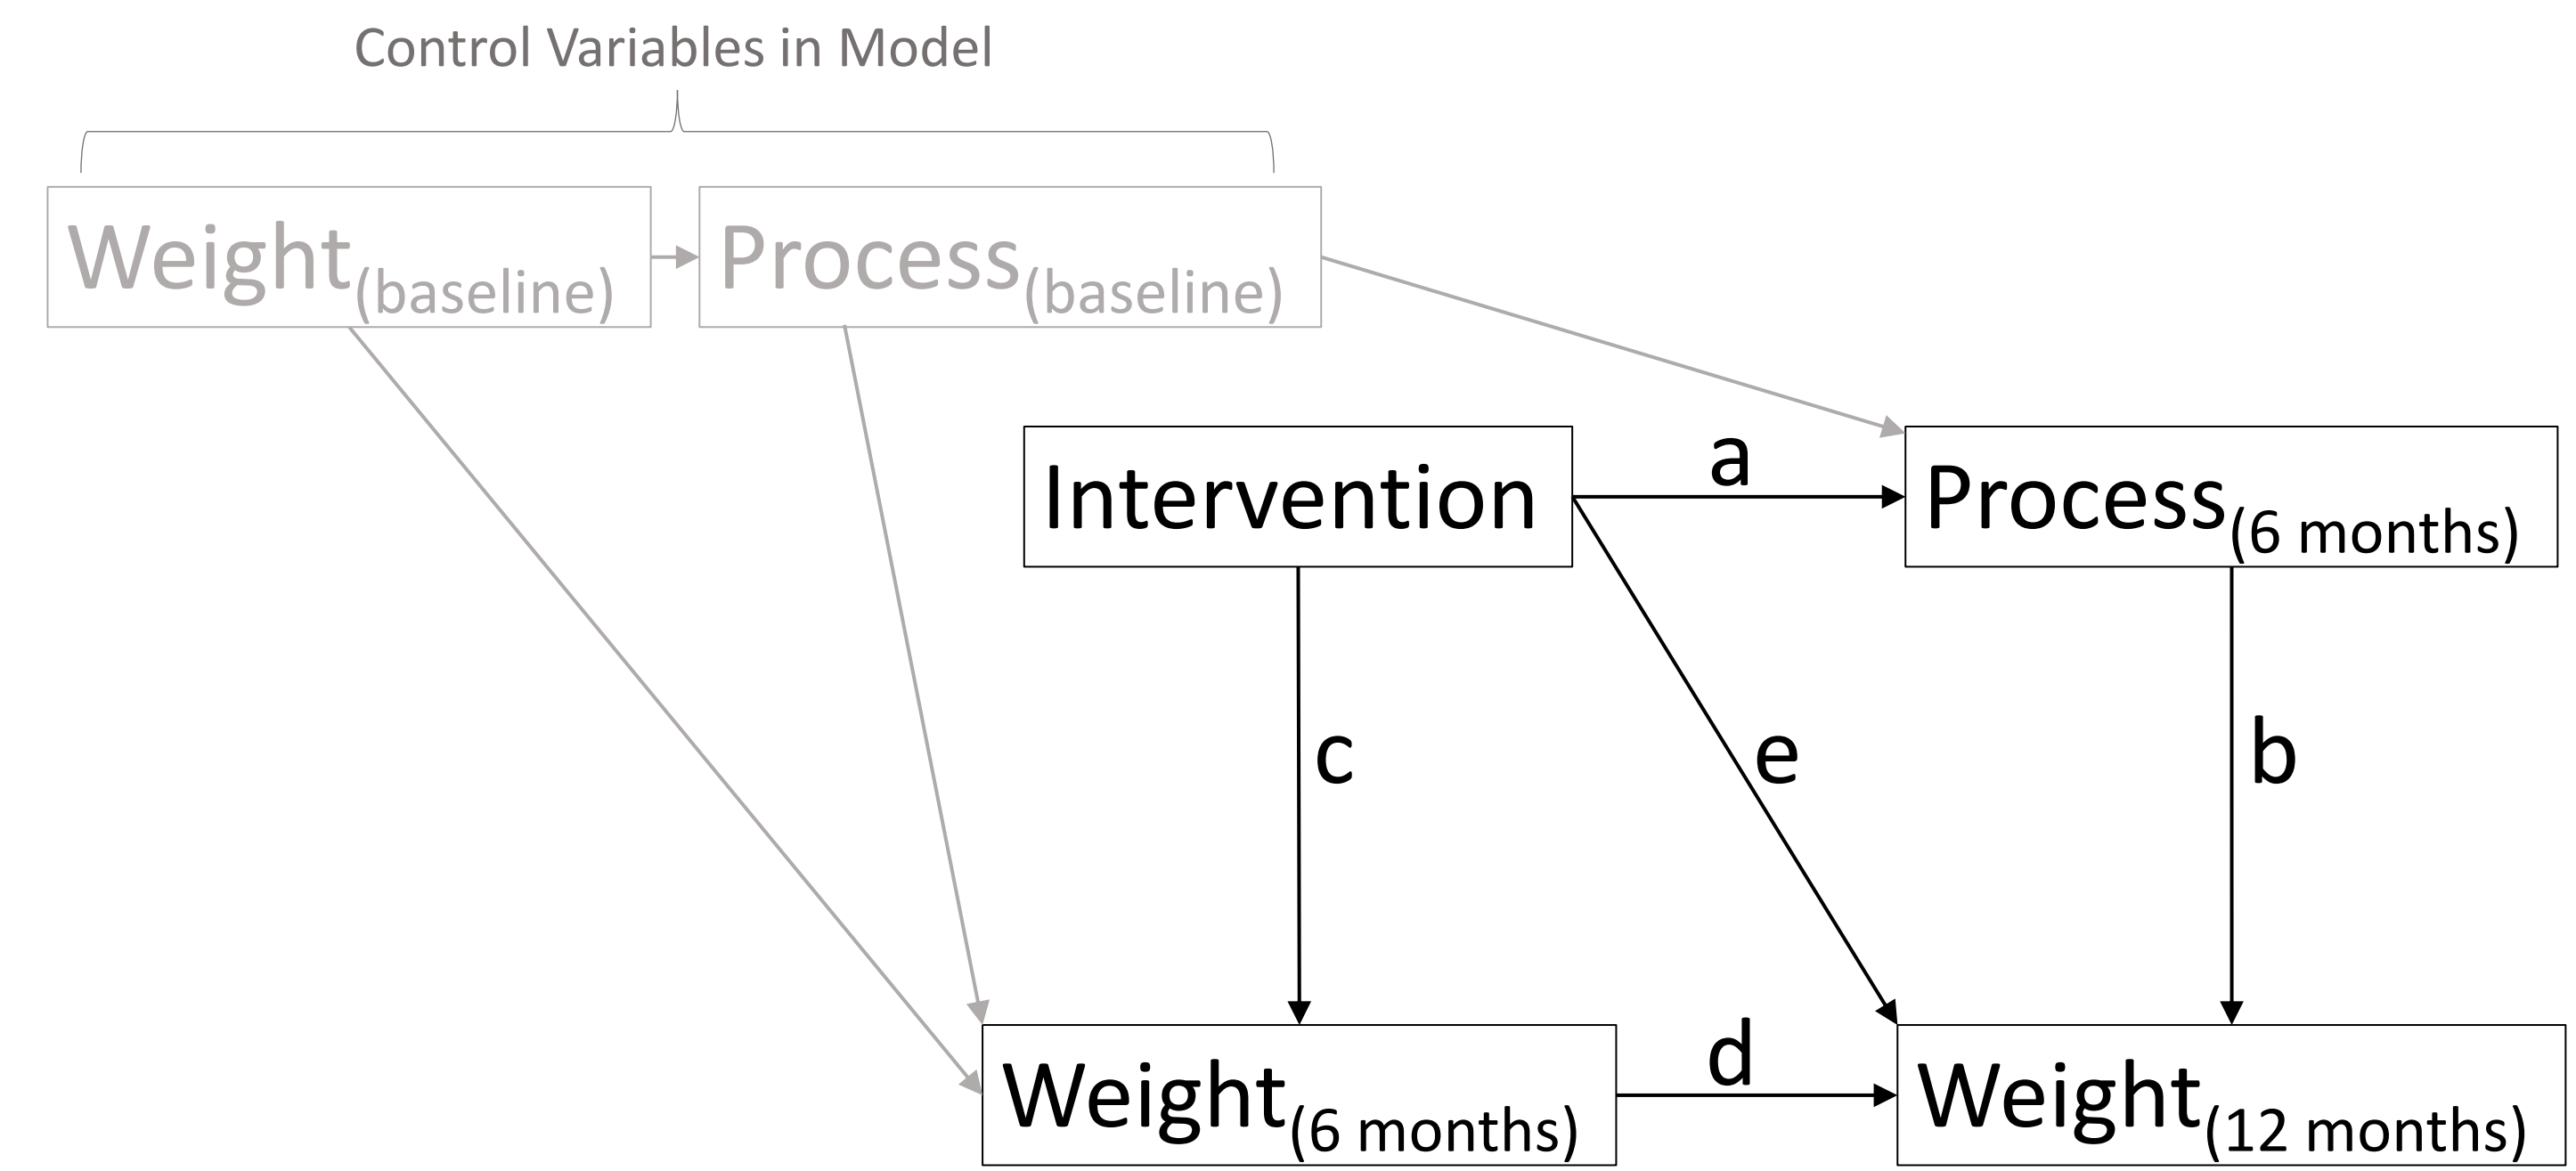 Control Variables in Model
Weight(baseline)
Process(baseline)
Intervention
a
Process(6 months)
c
e
b
Weight(6 months)
d
Weight(12 months)